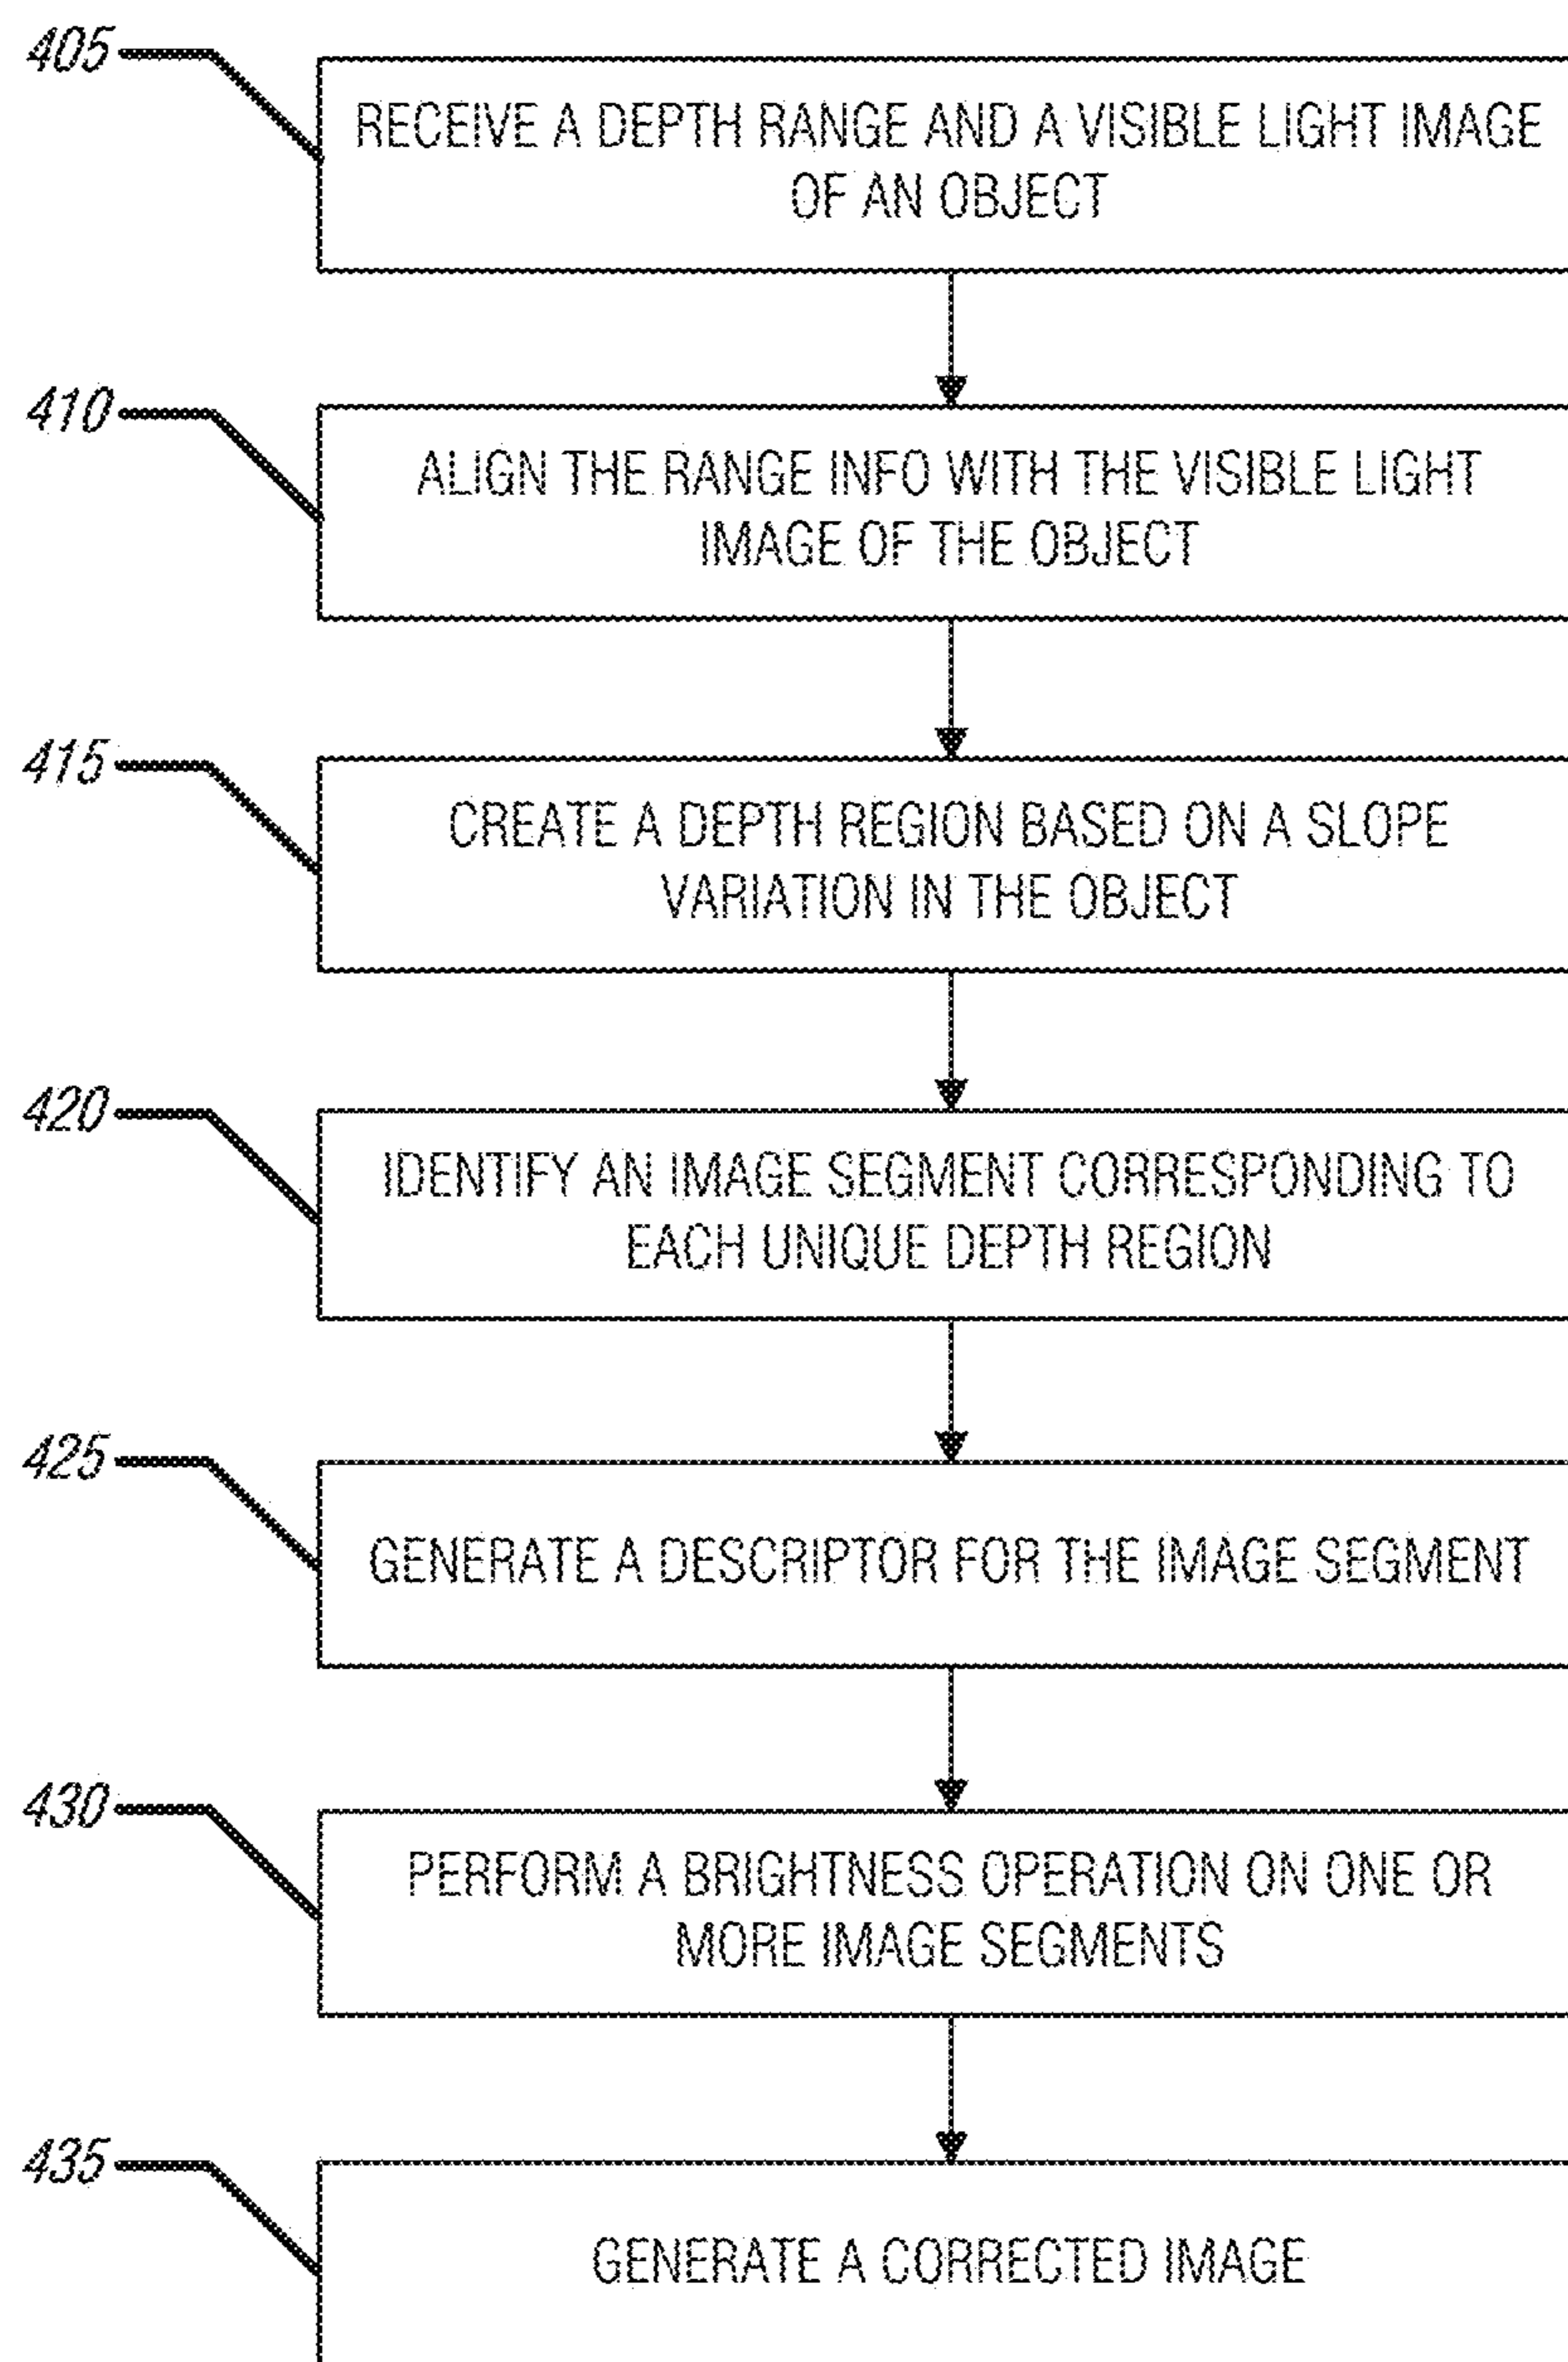 405
RECEIVE A DEPTH RANGE AND A VISIBLE LIGHT IMAGE
OF AN OBJECT
410
ALIGN THE RANGE INFO WITH THE VISIBLE LIGHT
IMAGE OF THE OBJECT
415
CREATE A DEPTH REGION BASED ON A SLOPE
VARIATION IN THE OBJECT
420
IDENTIFY AN IMAGE SEGMENT CORRESPONDING TO
EACH UNIQUE DEPTH REGION
425
GENERATE A DESCRIPTOR FOR THE IMAGE SEGMENT
430
PERFORM A BRIGHTNESS OPERATION ON ONE OR
MORE IMAGE SEGMENTS
435
GENERATE A CORRECTED IMAGE